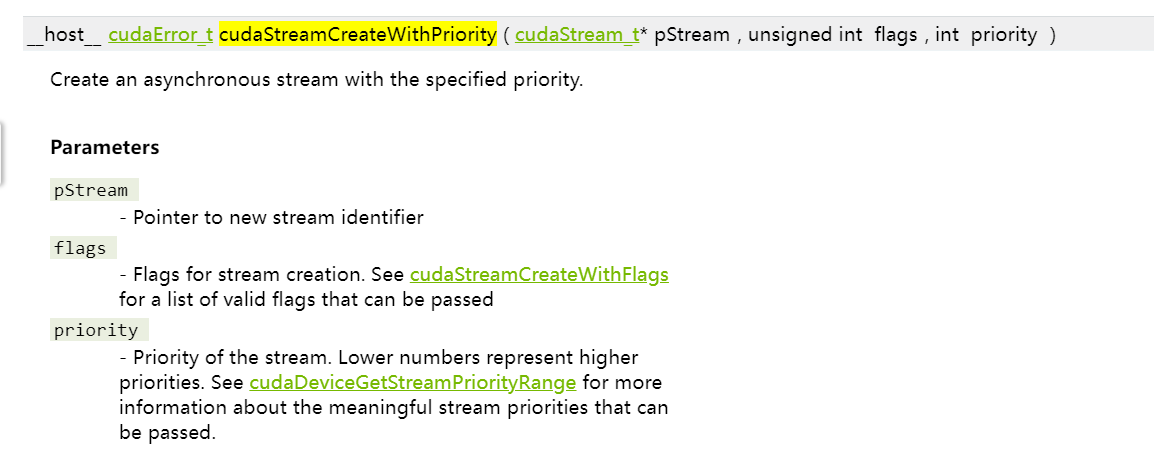 __host__ cudaError_t cudaStreamCreateWithPriority ( cudaStream_t* pStream , unsigned int flags , int priority )
Create an asynchronous stream with the specified priority.
Parameters
pStream
- Pointer to new stream identifier
flags
- Flags for stream creation. See cudaStreamCreateWithFlags
for a list of valid flags that can be passed
priority
- Priority of the stream. Lower numbers represent higher
priorities. See cudaDeviceGetStreamPriorityRange for more
information about the meaningful stream priorities that can
be passed.